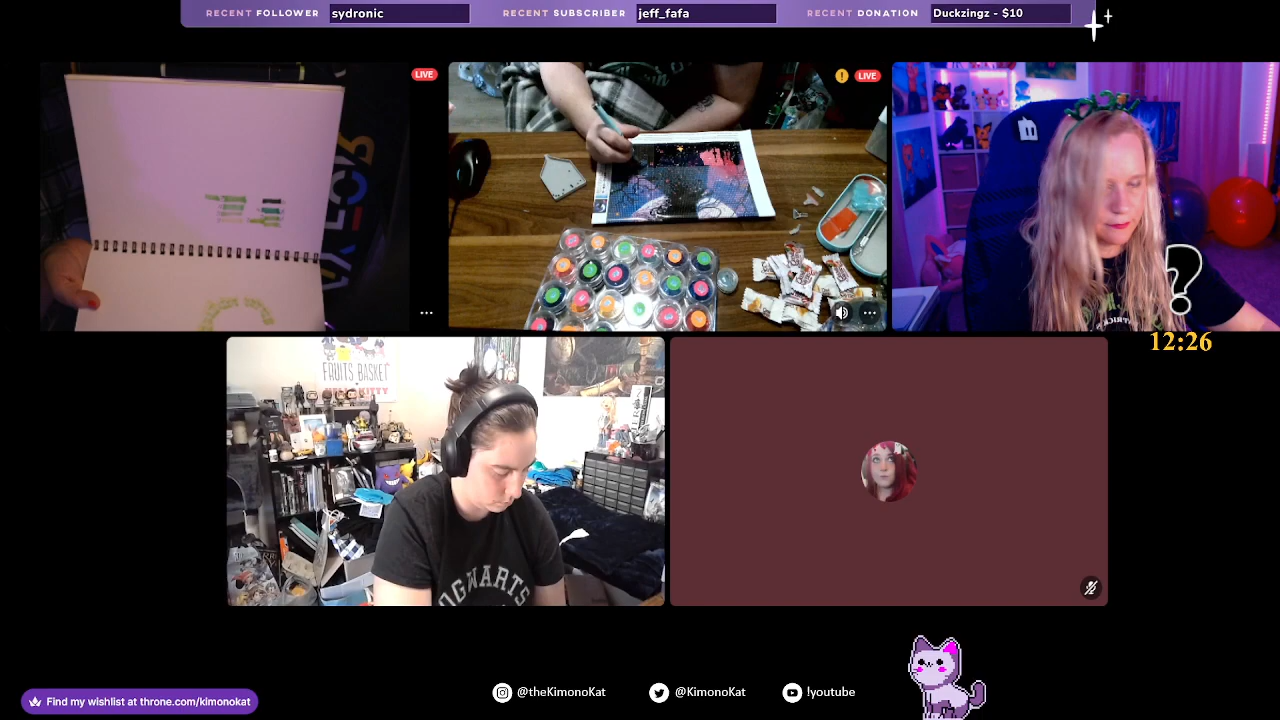 RECENT FOLLOWER sydronic RECENT SUBSCRIBER jeff_fafa RECENT DONATION Duckzingz - $10
LIVE
! LIVE
?
12:26
FRUITS BASKET
HOGWARTS
Find my wishlist at throne.com/kimonokat
@theKimonoKat @KimonoKat !youtube